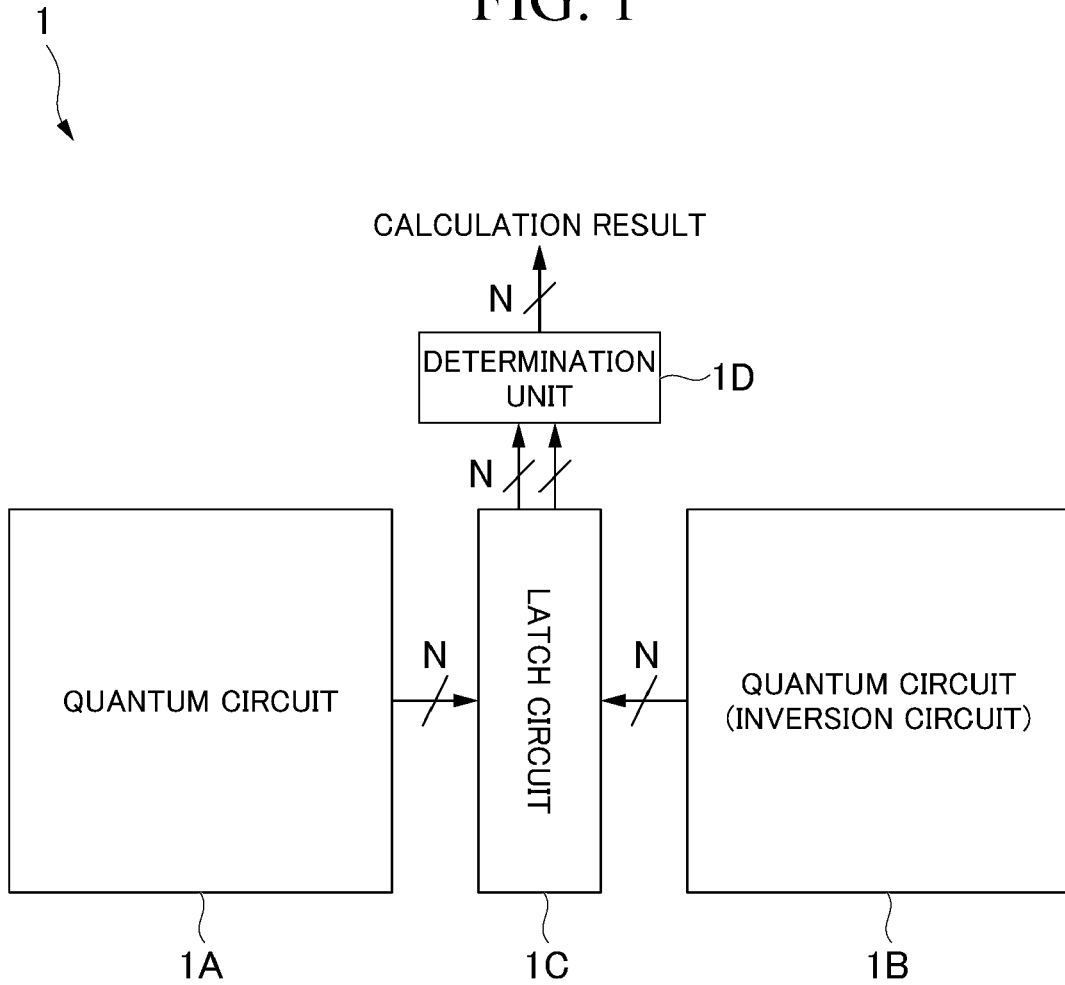 FIG. 1
1
CALCULATION RESULT
N
DETERMINATION
UNIT
1D
N
LATCH CIRCUIT
N
N
QUANTUM CIRCUIT
QUANTUM CIRCUIT
(INVERSION CIRCUIT)
1A
1C
1B